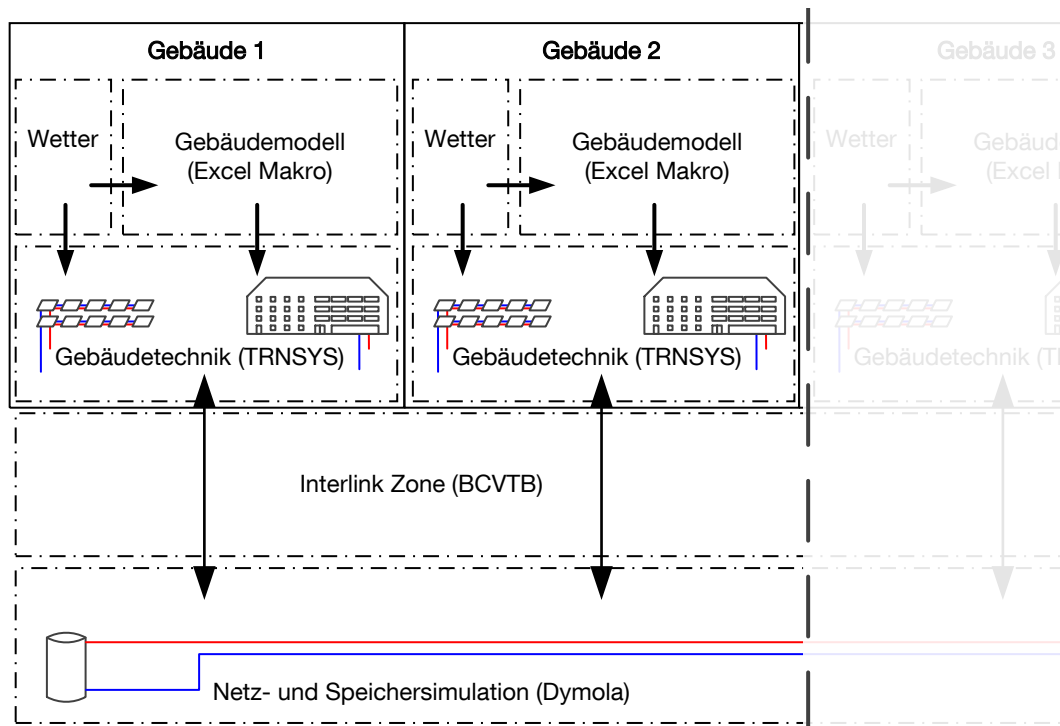 Gebäude 1
Gebäude 2
Gebäude 3
Wetter
Gebäudemodell
(Excel Makro)
Wetter
Gebäudemodell
(Excel Makro)
Wetter
Gebäudetechnik (TRNSYS)
Gebäudetechnik (TRNSYS)
Interlink Zone (BCVTB)
Netz- und Speichersimulation (Dymola)